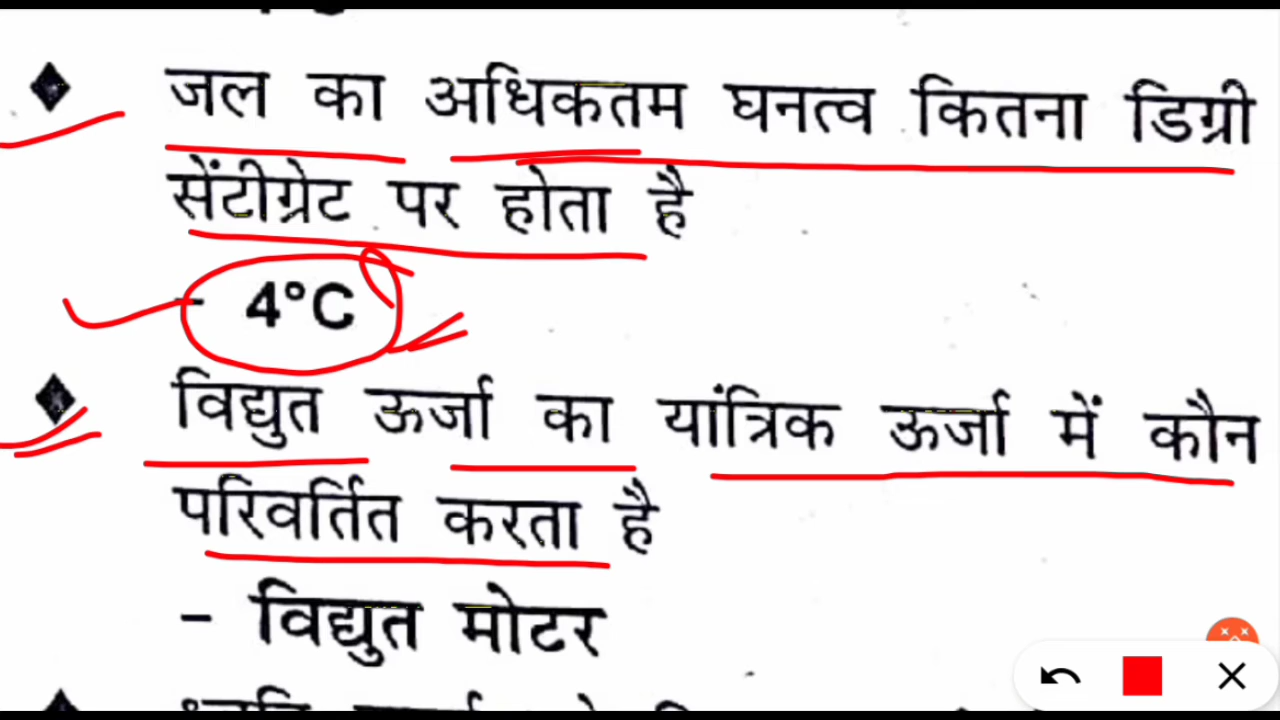 जल का अधिकतम घनत्व कितना डिग्री
सेंटीग्रेट पर होता है
- 4°C
विद्युत ऊर्जा का यांत्रिक ऊर्जा में कौन
परिवर्तित करता है
- विद्युत मोटर